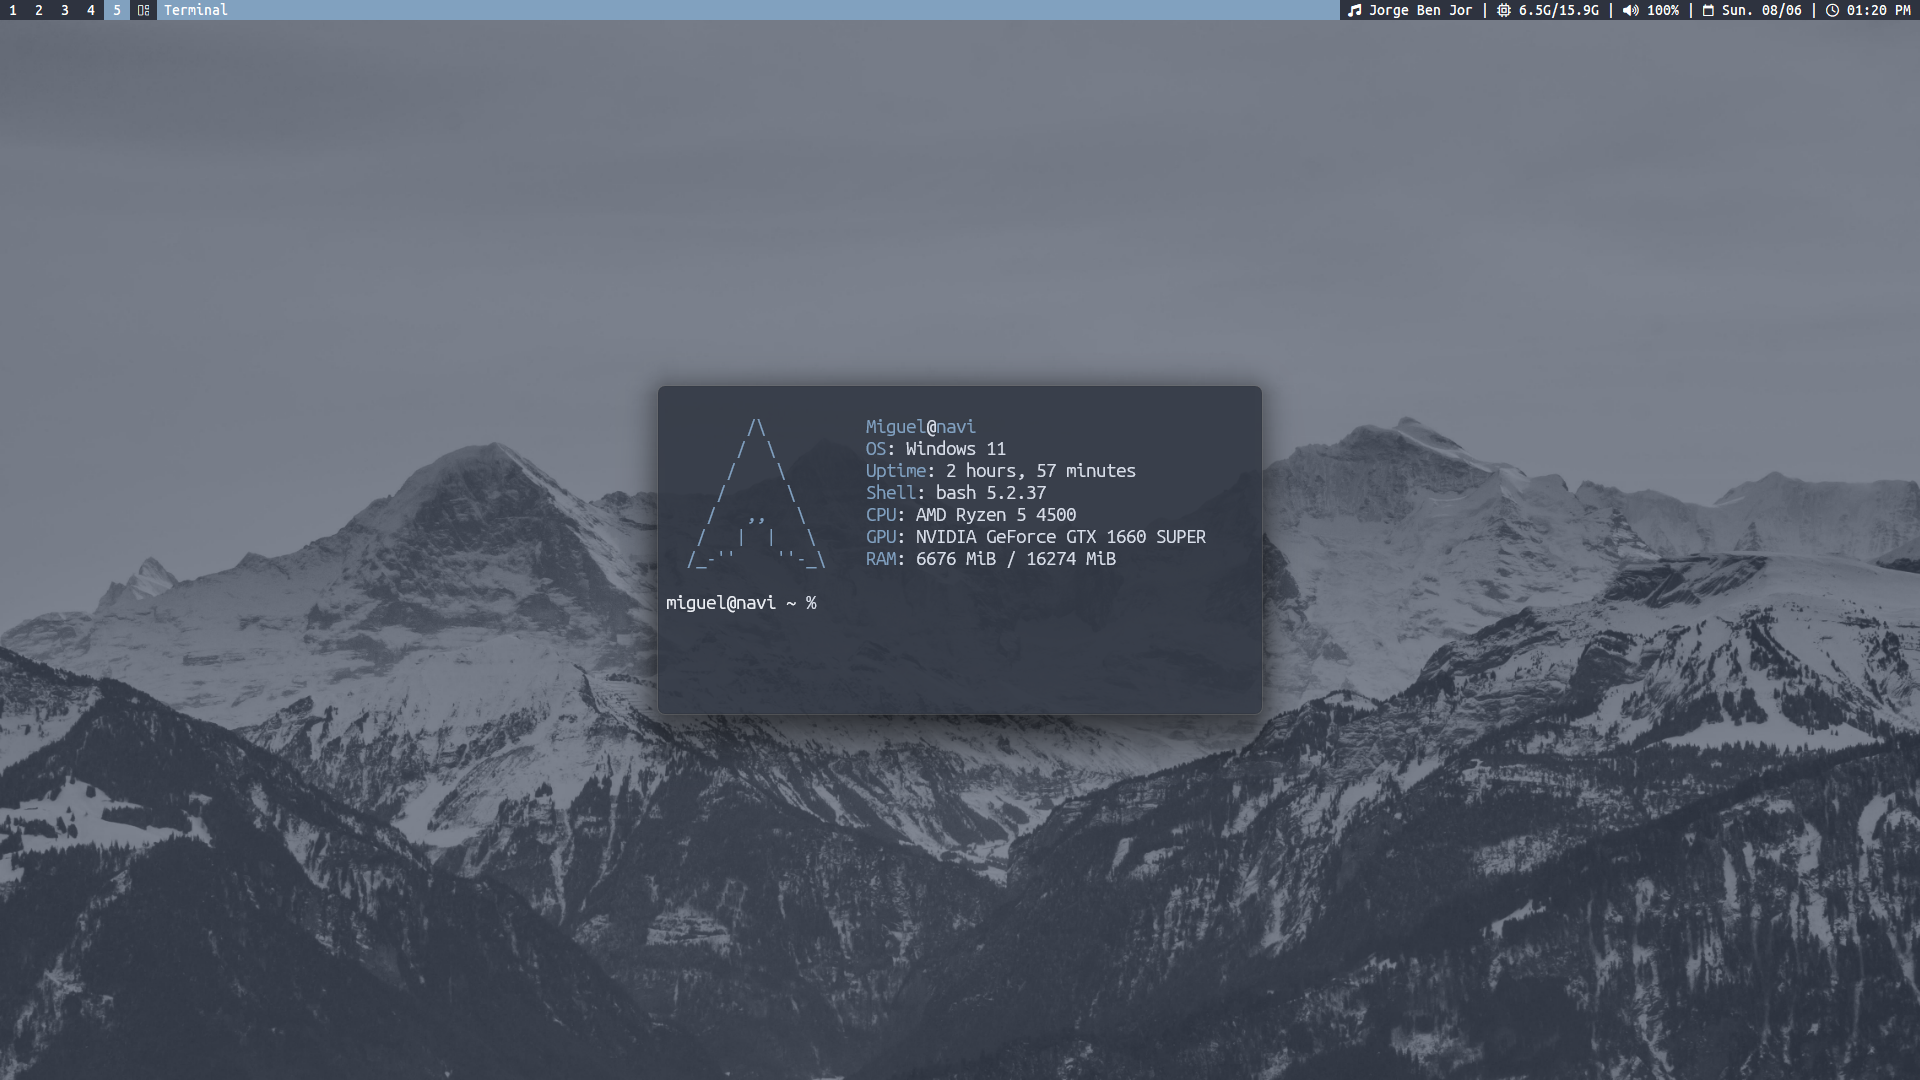 1 2 3 4 5 Terminal Jorge Ben Jor | 6.5G/15.9G | 100% | Sun. 08/06 | 01:20 PM
/\ Miguel@navi
/  \ OS: Windows 11
/    \ Uptime: 2 hours, 57 minutes
/      \ Shell: bash 5.2.37
/   ,,   \ CPU: AMD Ryzen 5 4500
/   |  |   \ GPU: NVIDIA GeForce GTX 1660 SUPER
/_-''    ''-_\ RAM: 6676 MiB / 16274 MiB
miguel@navi ~ %